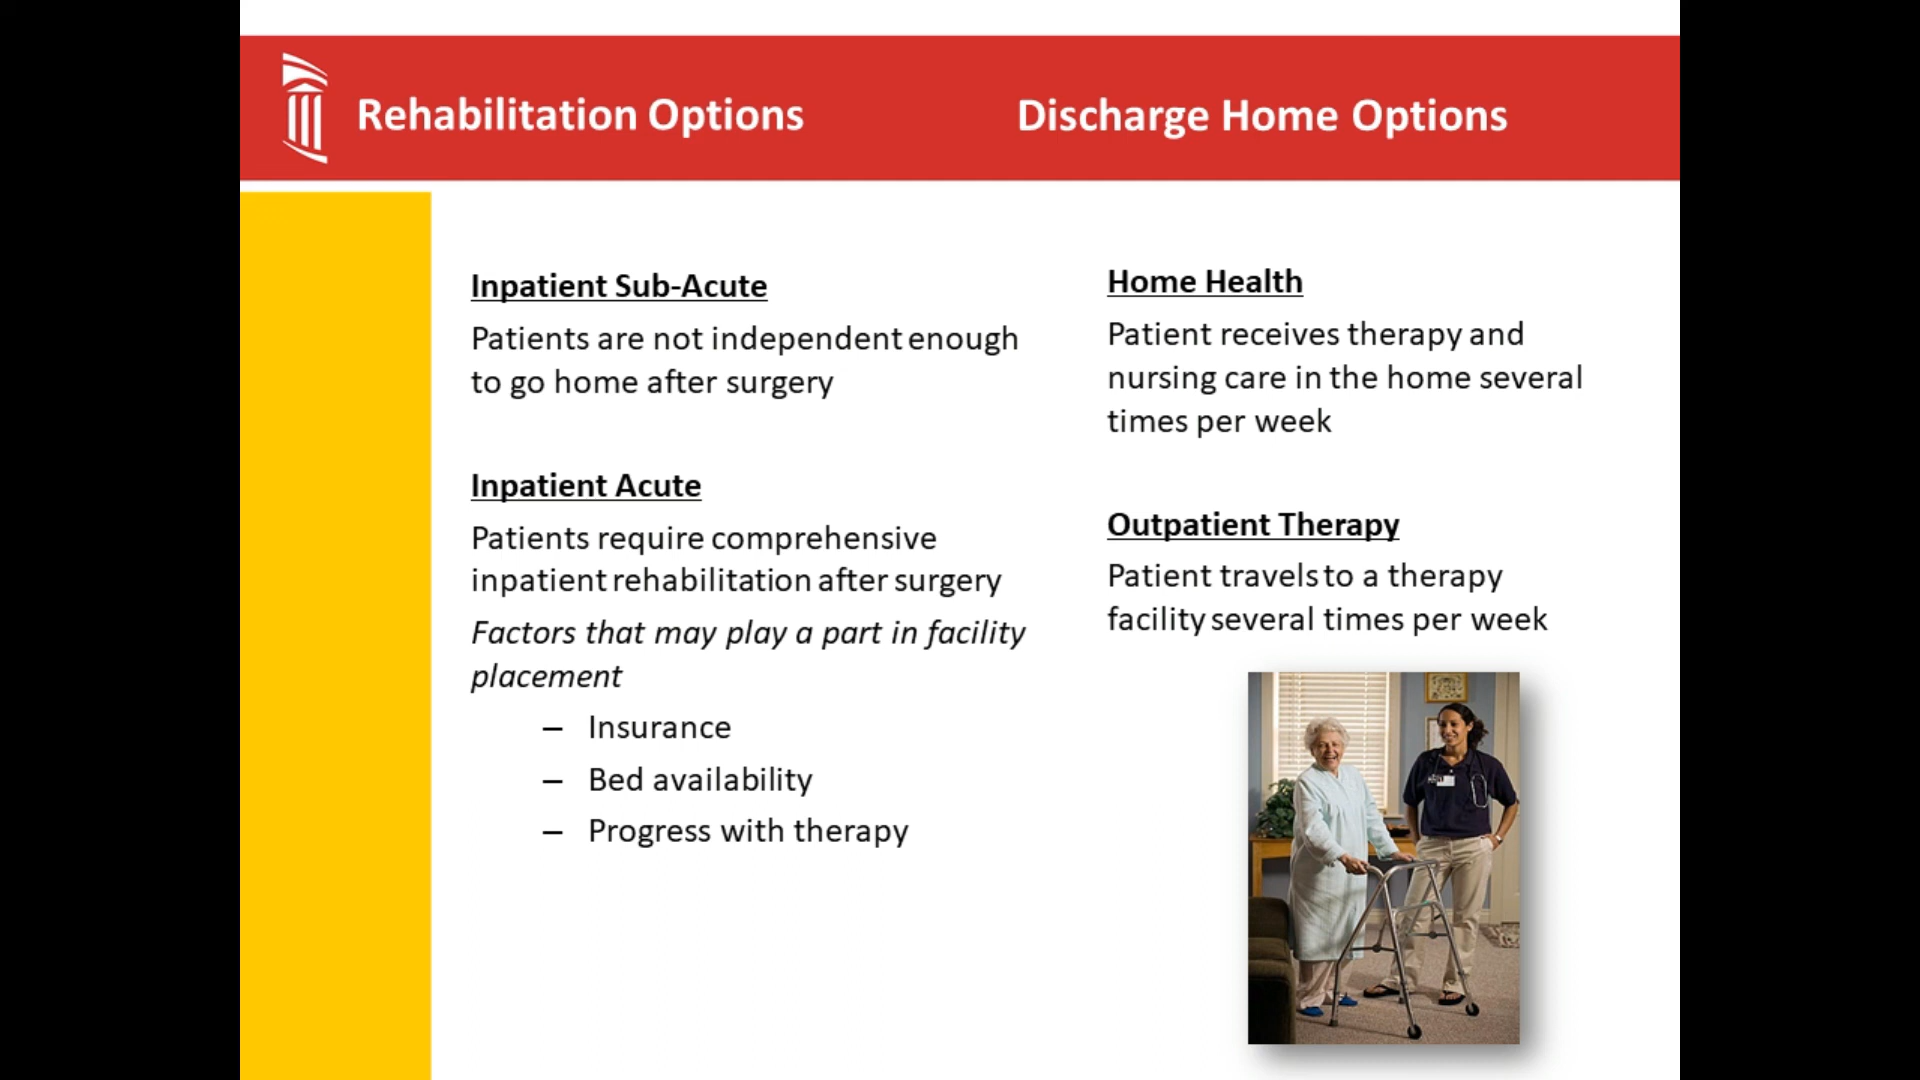 Rehabilitation Options
Discharge Home Options
Inpatient Sub-Acute
Patients are not independent enough
to go home after surgery
Inpatient Acute
Patients require comprehensive
inpatient rehabilitation after surgery
Factors that may play a part in facility
placement
– Insurance
– Bed availability
– Progress with therapy
Home Health
Patient receives therapy and
nursing care in the home several
times per week
Outpatient Therapy
Patient travels to a therapy
facility several times per week